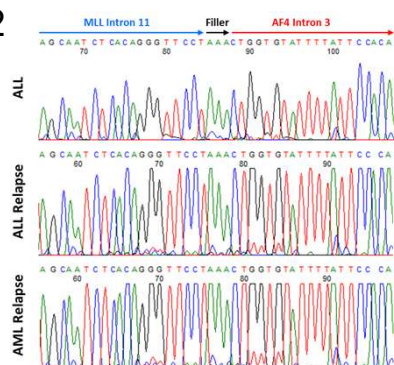 2
MLL Intron 11 Filler AF4 Intron 3
A G C A A T C T C A C A G G G T T C C T A A A C T G G T G T A T T T T A T T C C A C A
70 80 90 100
ALL
A G C A A T C T C A C A G G G T T C C T A A A C T G G T G T A T T T T A T T C C C A
60 70 80 90
ALL Relapse
A G C A A T C T C A C A G G G T T C C T A A A C T G G T G T A T T T T A T T C C C A
60 70 80 90
AML Relapse